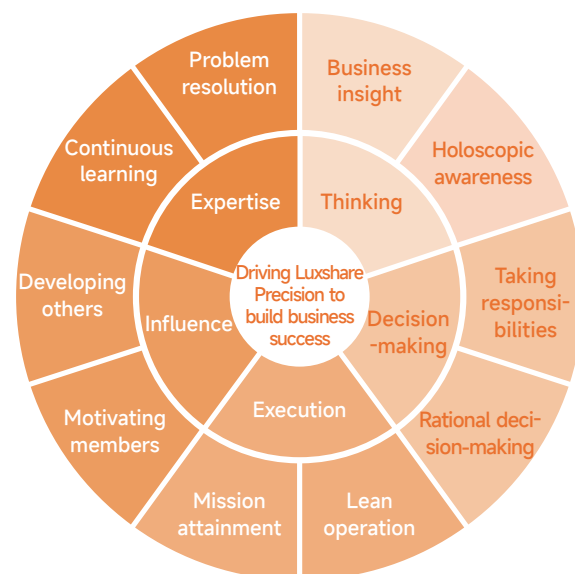 Problem
resolution
Business
insight
Continuous
learning
Holoscopic
awareness
Expertise
Thinking
Developing
others
Driving Luxshare
Precision to
build business
success
Taking
responsi-
bilities
Influence
Decision
-making
Motivating
members
Execution
Rational deci-
sion-making
Mission
attainment
Lean
operation